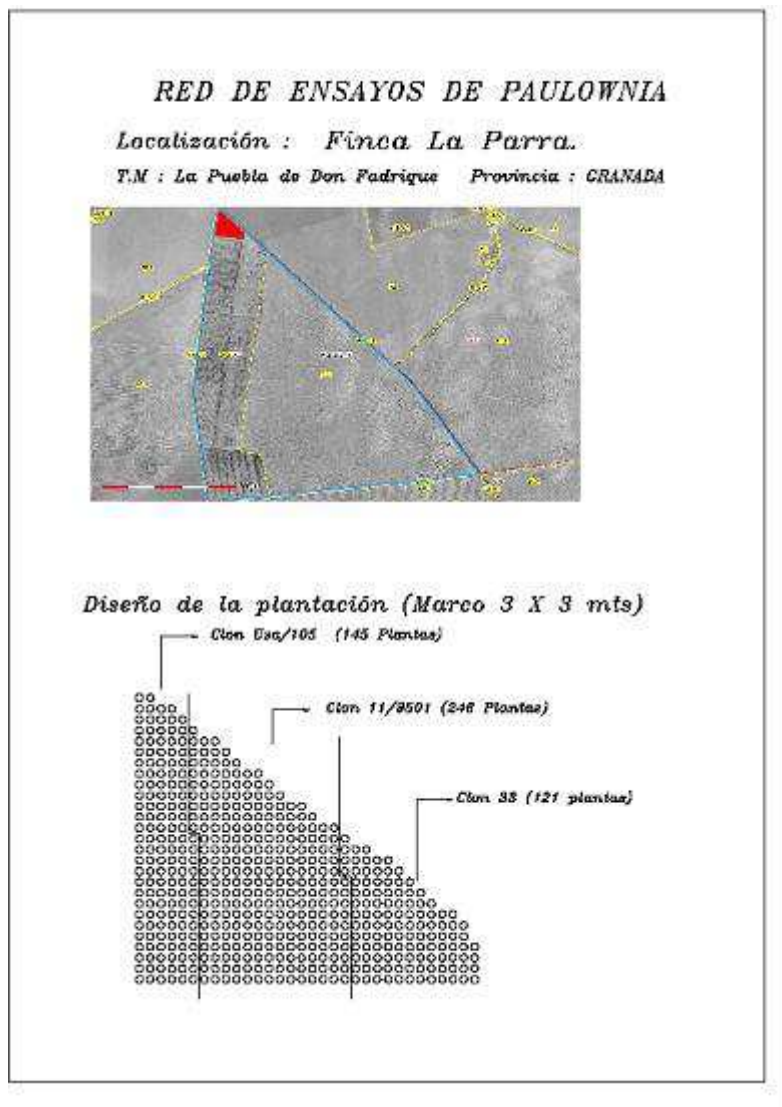 RED DE ENSAYOS DE PAULOWNIA
Localización : Finca La Parra.
T.M : La Puebla de Don Fadrique Provincia : GRANADA
Diseño de la plantación (Marco 3 X 3 mts)
Clon Usa/105 (145 Plantas)
Clon 11/9501 (246 Plantas)
Clon 33 (121 plantas)